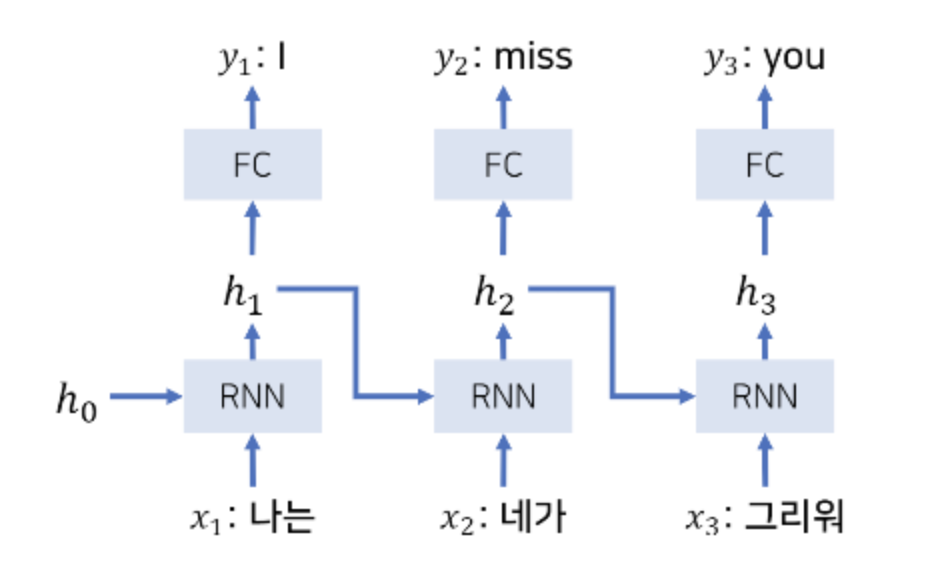 y₁: I y₂: miss y₃: you
FC FC FC
h₁ h₂ h₃
h₀ RNN RNN RNN
x₁: 나는 x₂: 네가 x₃: 그리워